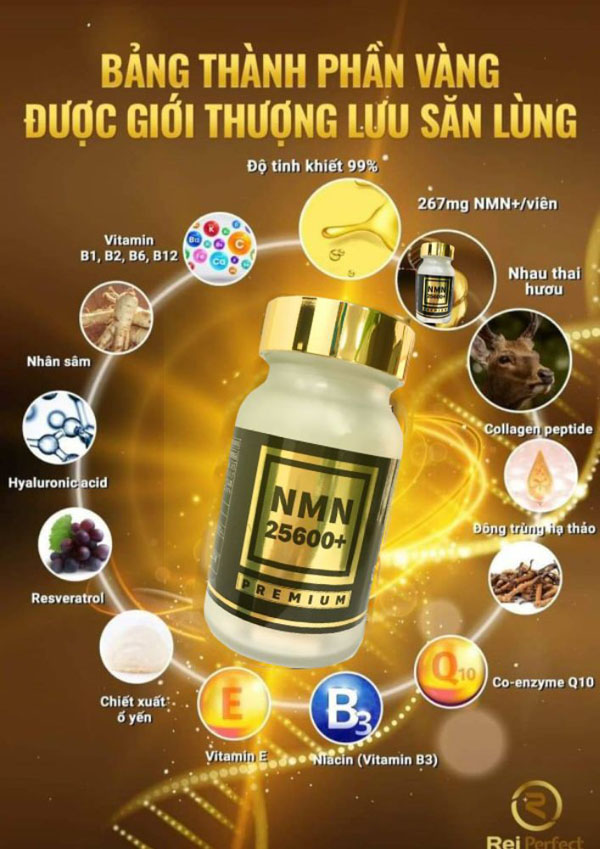 BẢNG THÀNH PHẦN VÀNG
ĐƯỢC GIỚI THƯỢNG LƯU SĂN LÙNG
Độ tinh khiết 99%
267mg NMN+/viên
Nhau thai
hươu
Collagen peptide
Đông trùng hạ thảo
Co-enzyme Q10
Niacin (Vitamin B3)
Vitamin E
Chiết xuất
ổ yến
Resveratrol
Hyaluronic acid
Nhân sâm
Vitamin
B1, B2, B6, B12
NMN
25600+
PREMIUM
NMN
E
B3
Q10
Rei Perfect